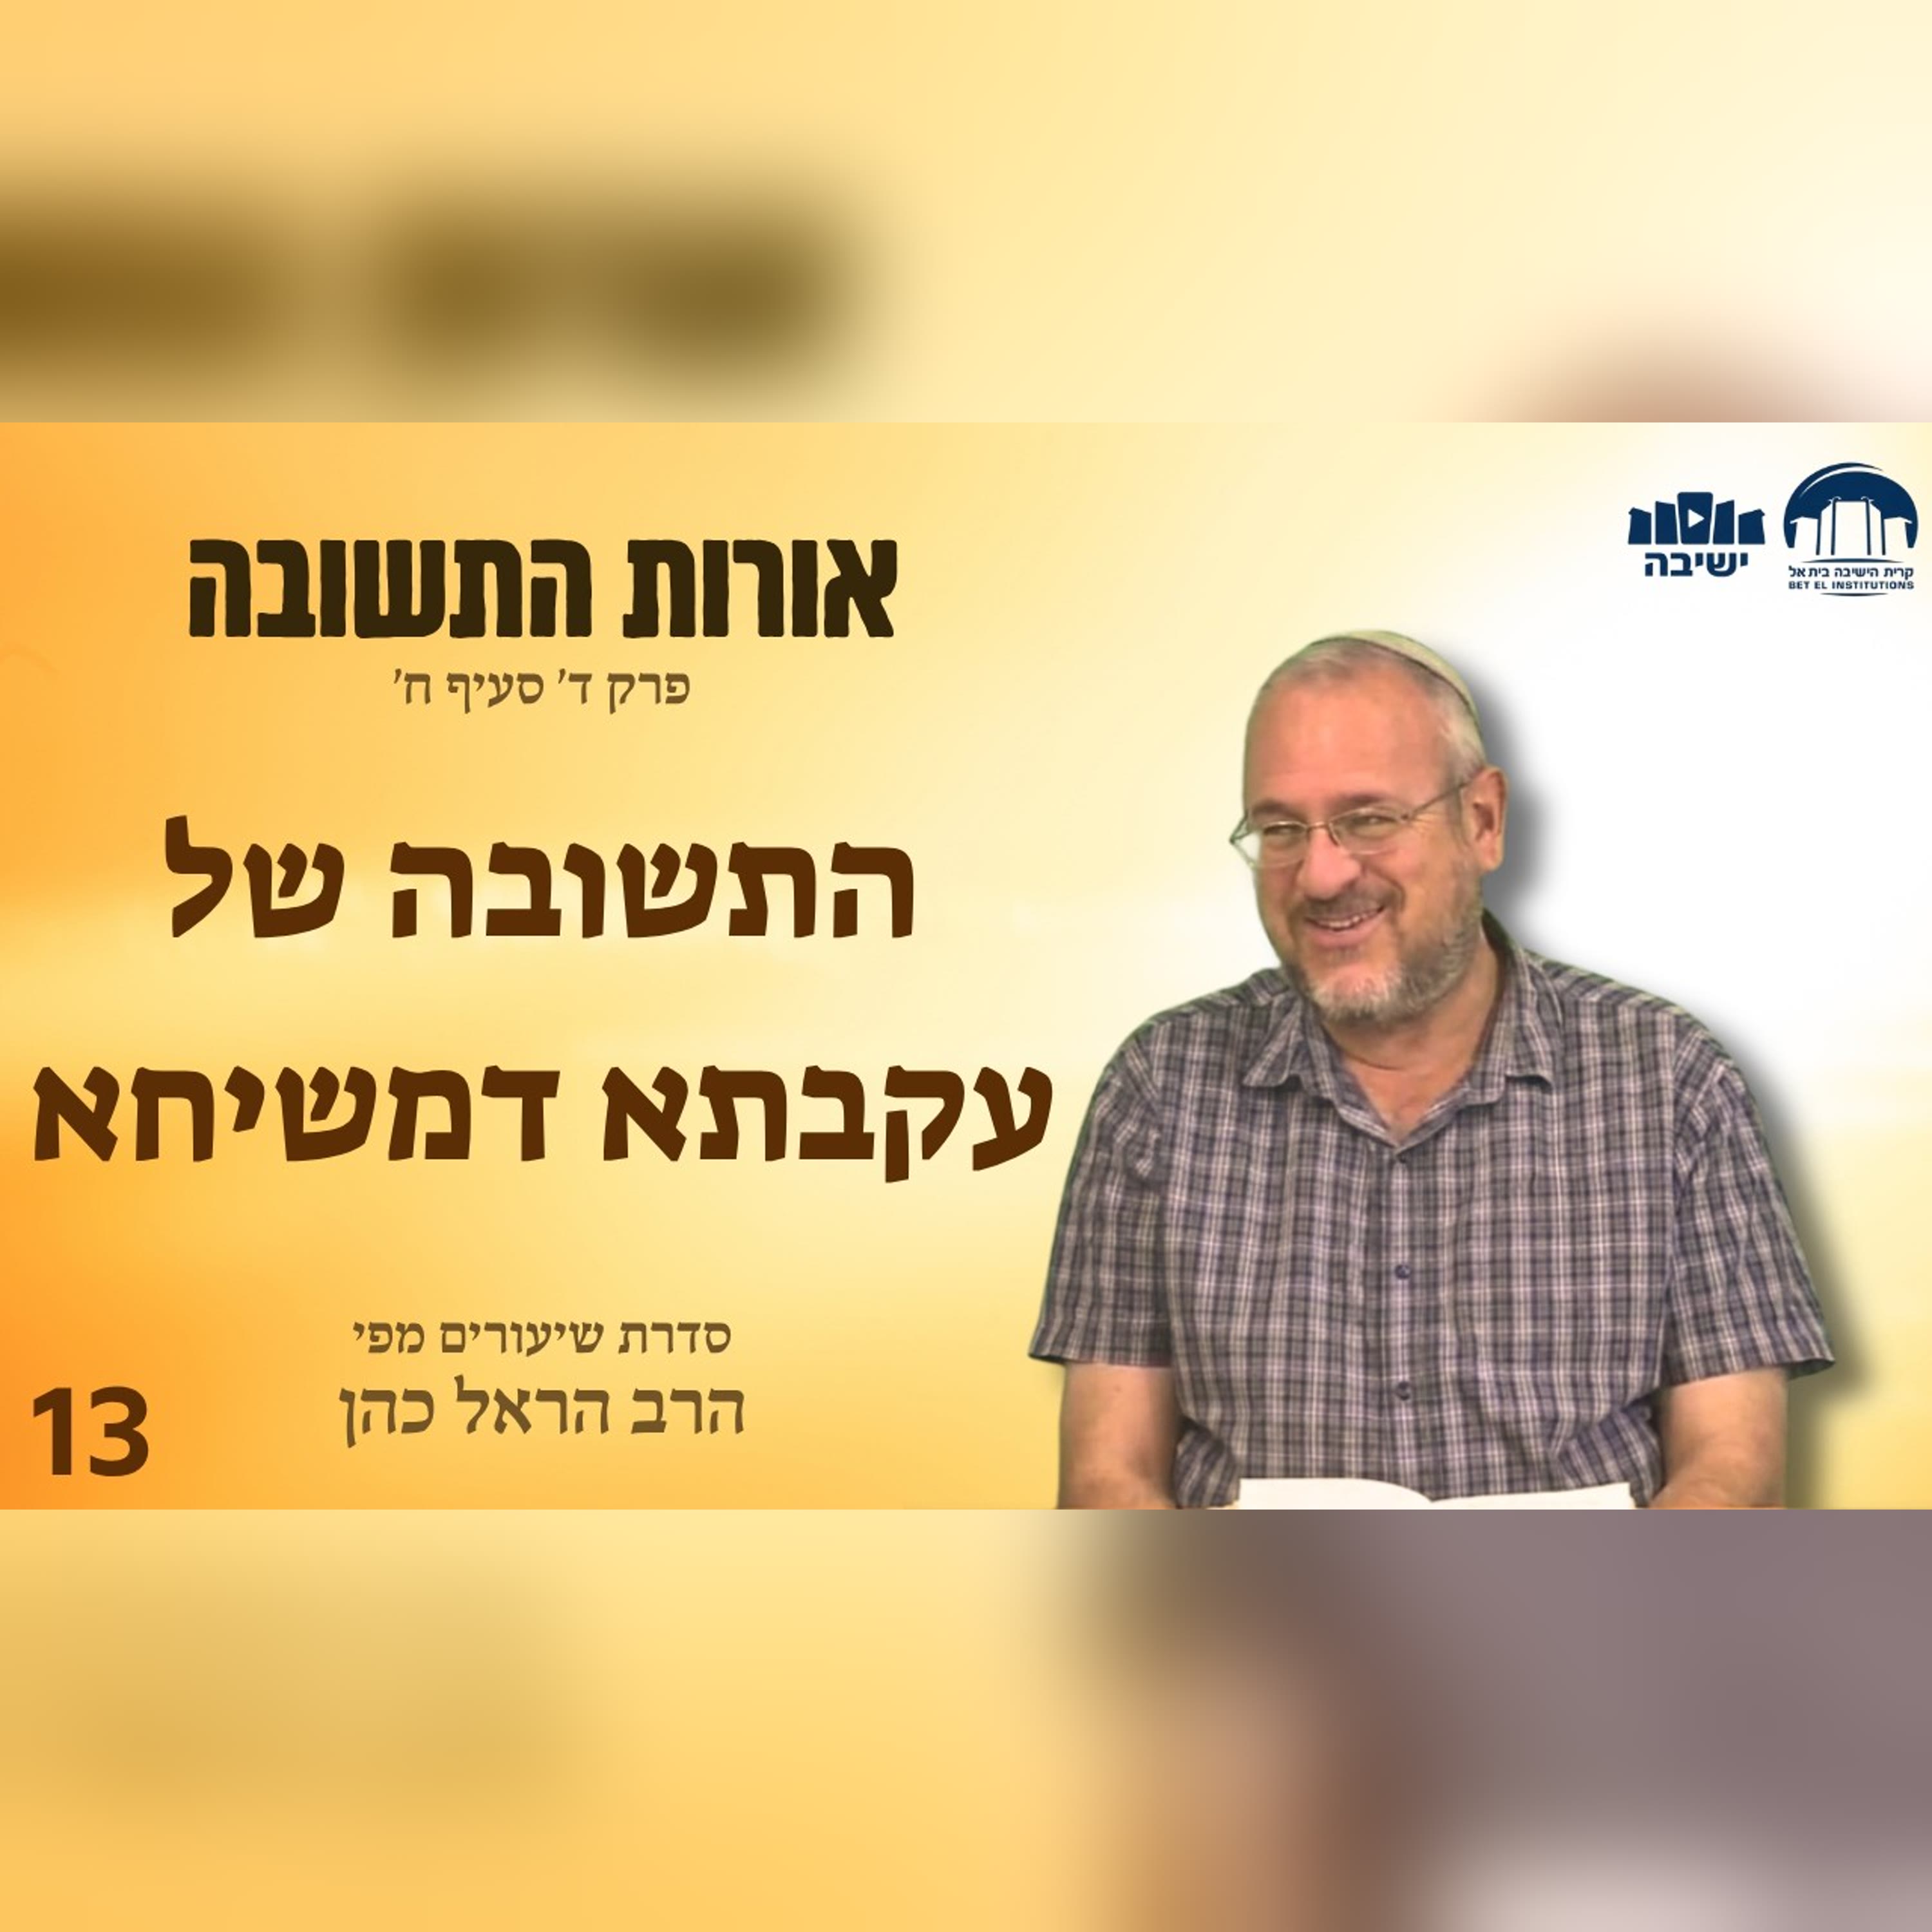 אורות התשובה
פרק ד' סעיף ח'
התשובה של
עקבתא דמשיחא
סדרת שיעורים מפי
הרב הראל כהן
13
ישיבה
קרית הישיבה בית אל
BET EL INSTITUTIONS